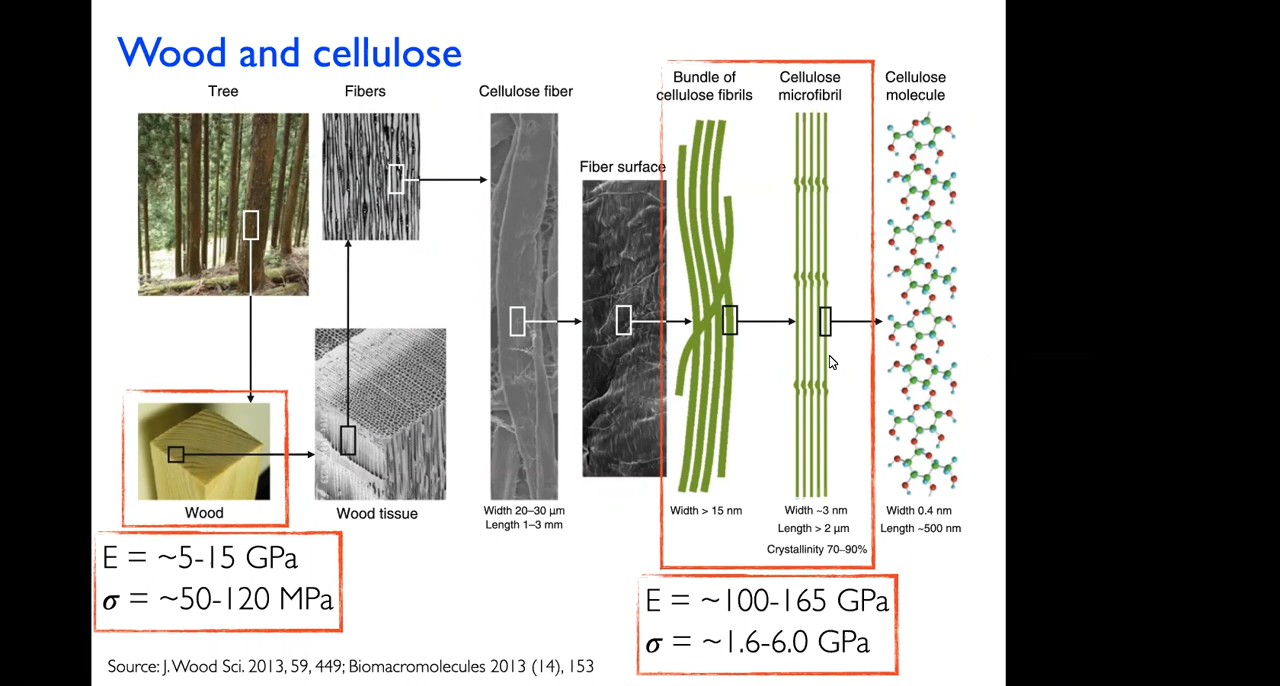 Wood and cellulose
Tree
Fibers
Cellulose fiber
Bundle of
cellulose fibrils
Cellulose
microfibril
Cellulose
molecule
Fiber surface
Wood
Wood tissue
Width 20–30 µm
Length 1–3 mm
Width > 15 nm
Width ~3 nm
Length > 2 µm
Crystallinity 70–90%
Width 0.4 nm
Length ~500 nm
E = ~5-15 GPa
σ = ~50-120 MPa
E = ~100-165 GPa
σ = ~1.6-6.0 GPa
Source: J. Wood Sci. 2013, 59, 449; Biomacromolecules 2013 (14), 153